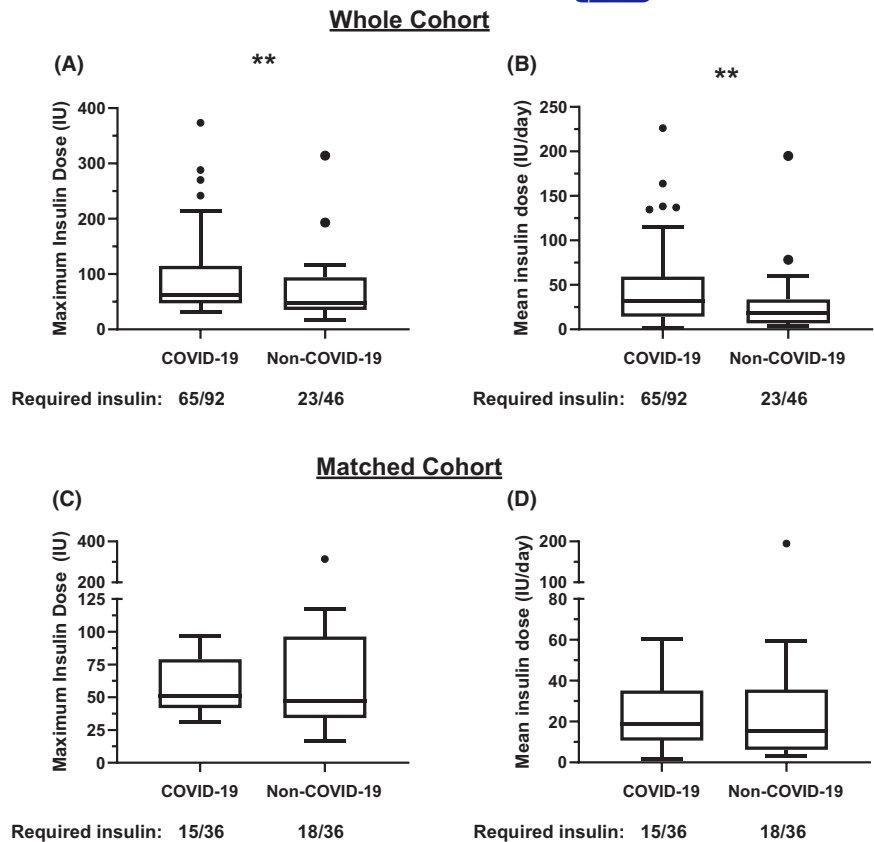 Whole Cohort
(A)
**
Maximum Insulin Dose (IU)
400
300
200
100
0
COVID-19 Non-COVID-19
Required insulin: 65/92 23/46
(B)
**
Mean insulin dose (IU/day)
250
200
150
100
50
0
COVID-19 Non-COVID-19
Required insulin: 65/92 23/46
Matched Cohort
(C)
Maximum Insulin Dose (IU)
400
200
125
100
75
50
25
0
COVID-19 Non-COVID-19
Required insulin: 15/36 18/36
(D)
Mean insulin dose (IU/day)
200
100
80
60
40
20
0
COVID-19 Non-COVID-19
Required insulin: 15/36 18/36